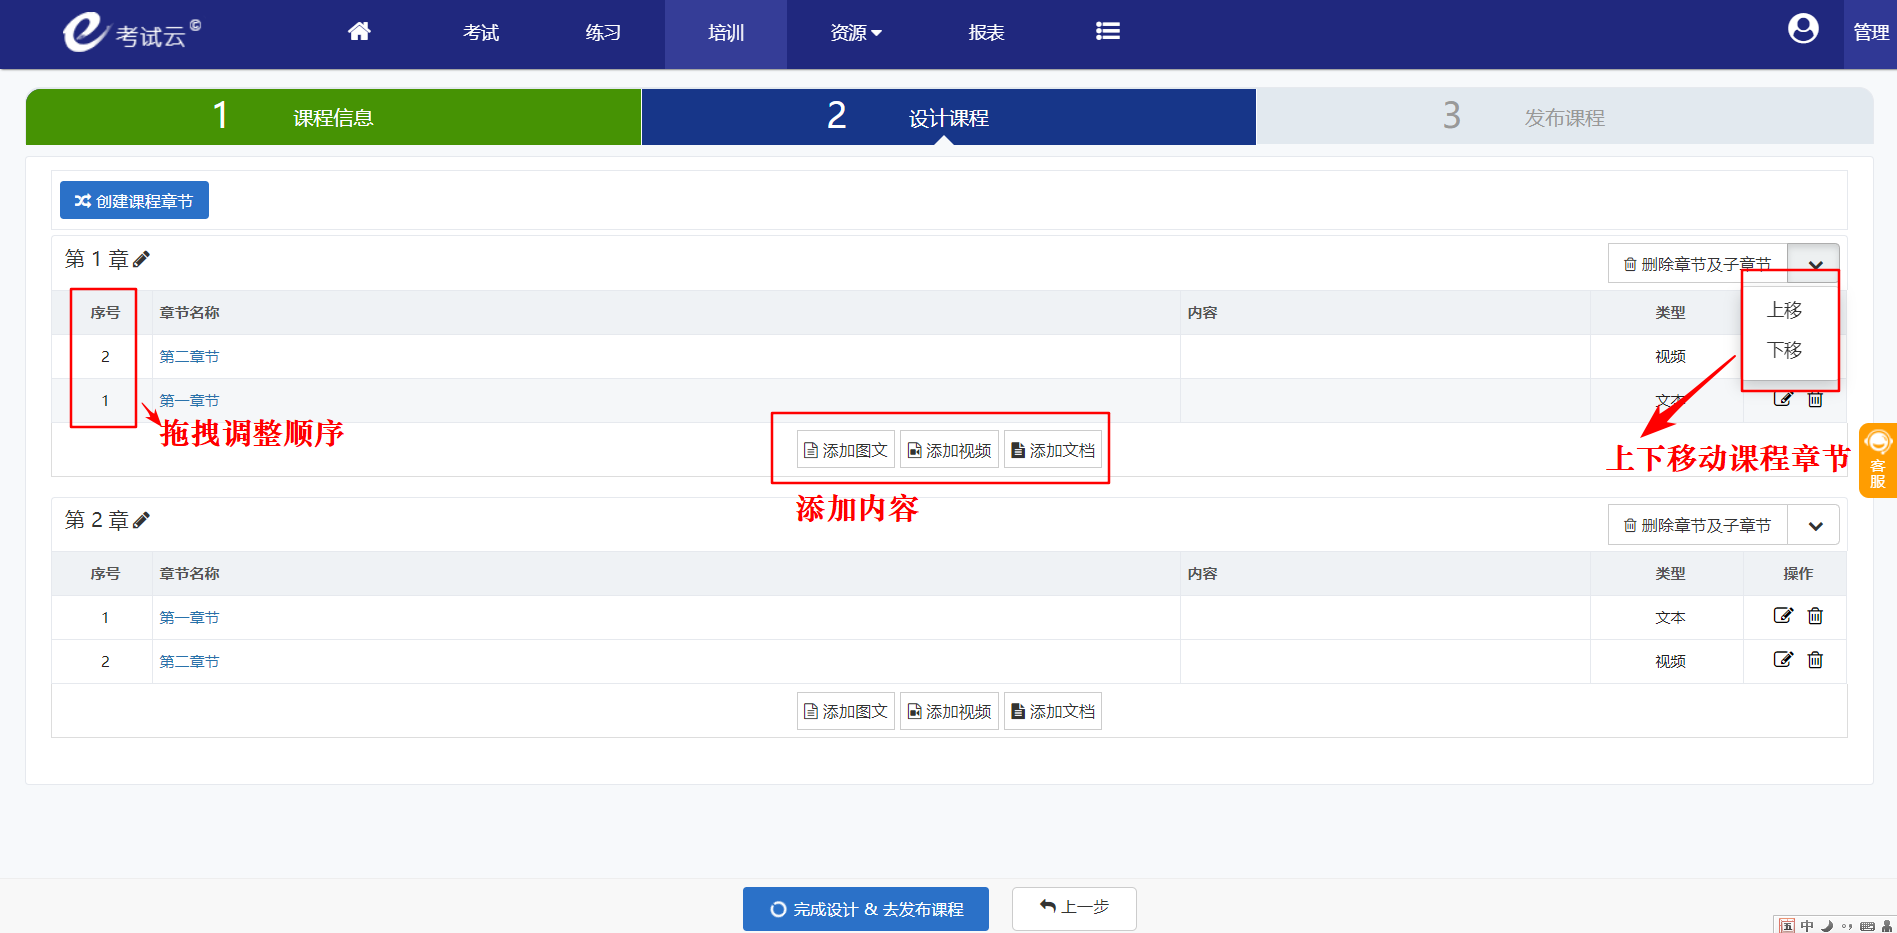 考试云©
考试
练习
培训
资源
报表
管理
1 课程信息
2 设计课程
3 发布课程
创建课程章节
第 1 章
删除章节及子章节
序号 章节名称 内容 类型
上移
下移
2 第二章节 视频
1 第一章节 文本
拖拽调整顺序
添加图文 添加视频 添加文档
添加内容
上下移动课程章节
客服
第 2 章
删除章节及子章节
序号 章节名称 内容 类型 操作
1 第一章节 文本
2 第二章节 视频
添加图文 添加视频 添加文档
完成设计 & 去发布课程
上一步
五 中